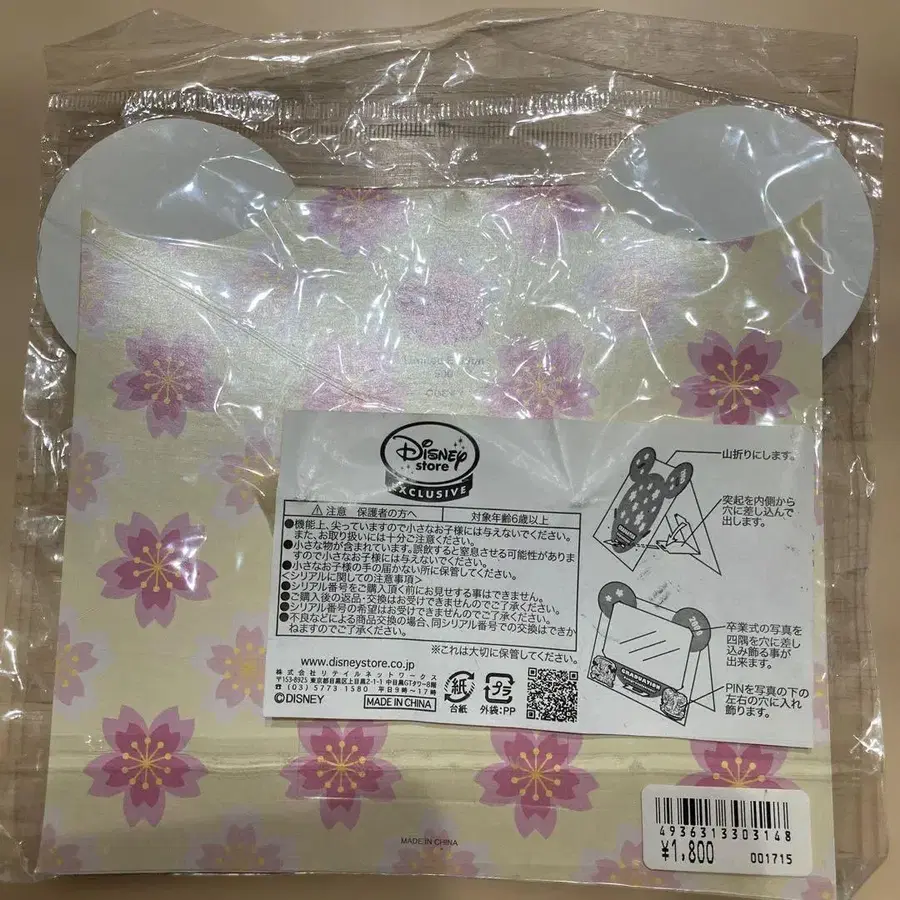 Disney
store
EXCLUSIVE
⚠ 注意 保護者の方へ
対象年齢6歳以上
●機能上、尖っていますので小さなお子様には与えないでください。
また、お取り扱いには十分ご注意ください。
●小さな物が含まれています。誤飲すると窒息させる可能性がありま
すので小さなお子様には与えないでください。
●小さなお子様の手の届かない所に保管してください。
<シリアルに関しての注意事項>
●シリアル番号をご購入頂く前にお見せする事はできません。
●ご購入後の返品・交換はお受けできませんのでご了承ください。
●シリアル番号の希望はお受けできませんのでご了承ください。
●不良などによる商品交換の場合、同シリアル番号での交換はできか
ねますのでご了承ください。
※これは大切に保管してください。
www.disneystore.co.jp
株式会社リテイルネットワークス
〒153-8925 東京都目黒区上目黒2-1-1 中目黒GTタワー8階
☎(03) 5773 1580 平日9時~17時
©DISNEY
MADE IN CHINA
紙
台紙
プラ
外袋:PP
山折りにします。
突起を内側から
穴に差し込んで
出します。
卒業式の写真を
四隅を穴に差し
込み飾る事が
出来ます。
PINを写真の下の
左右の穴に入れ
飾ります。
GRADUATION
MADE IN CHINA
4936313303148
¥1,800
001715